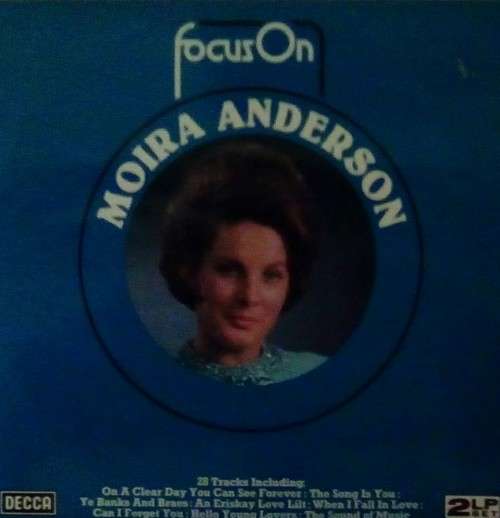 focusOn
MOIRA ANDERSON
28 Tracks Including:
On A Clear Day You Can See Forever : The Song Is You :
Ye Banks And Braes : An Eriskay Love Lilt : When I Fall In Love :
Can I Forget You : Hello Young Lovers : The Sound of Music
DECCA
2LP
SET